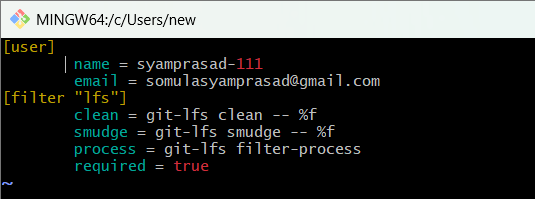 MINGW64:/c/Users/new
[user]
name = syamprasad-111
email = somulasyamprasad@gmail.com
[filter "lfs"]
clean = git-lfs clean -- %f
smudge = git-lfs smudge -- %f
process = git-lfs filter-process
required = true
~